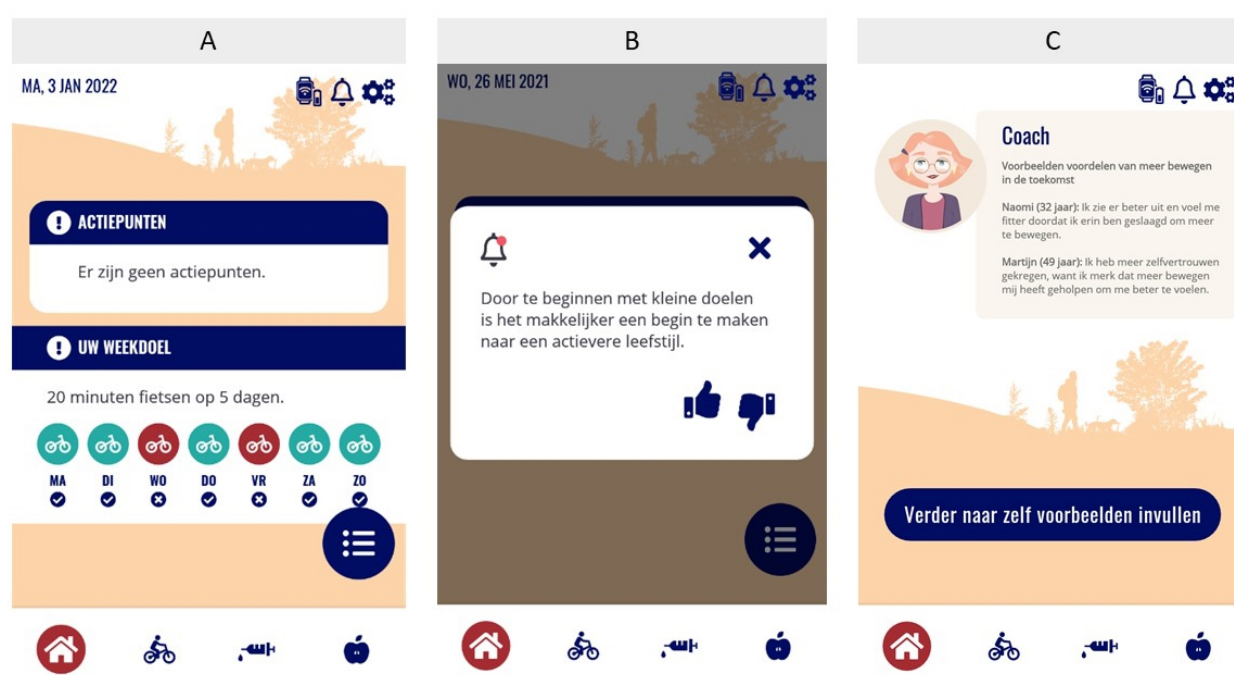 A
MA, 3 JAN 2022
ACTIEPUNTEN
Er zijn geen actiepunten.
UW WEEKDOEL
20 minuten fietsen op 5 dagen.
MA DI WO DO VR ZA ZO
B
WO, 26 MEI 2021
Door te beginnen met kleine doelen
is het makkelijker een begin te maken
naar een actievere leefstijl.
C
Coach
Voorbeelden voordelen van meer bewegen
in de toekomst
Naomi (32 jaar): Ik zie er beter uit en voel me
fitter doordat ik erin ben geslaagd om meer
te bewegen.
Martijn (49 jaar): Ik heb meer zelfvertrouwen
gekregen, want ik merk dat meer bewegen
mij heeft geholpen om me beter te voelen.
Verder naar zelf voorbeelden invullen